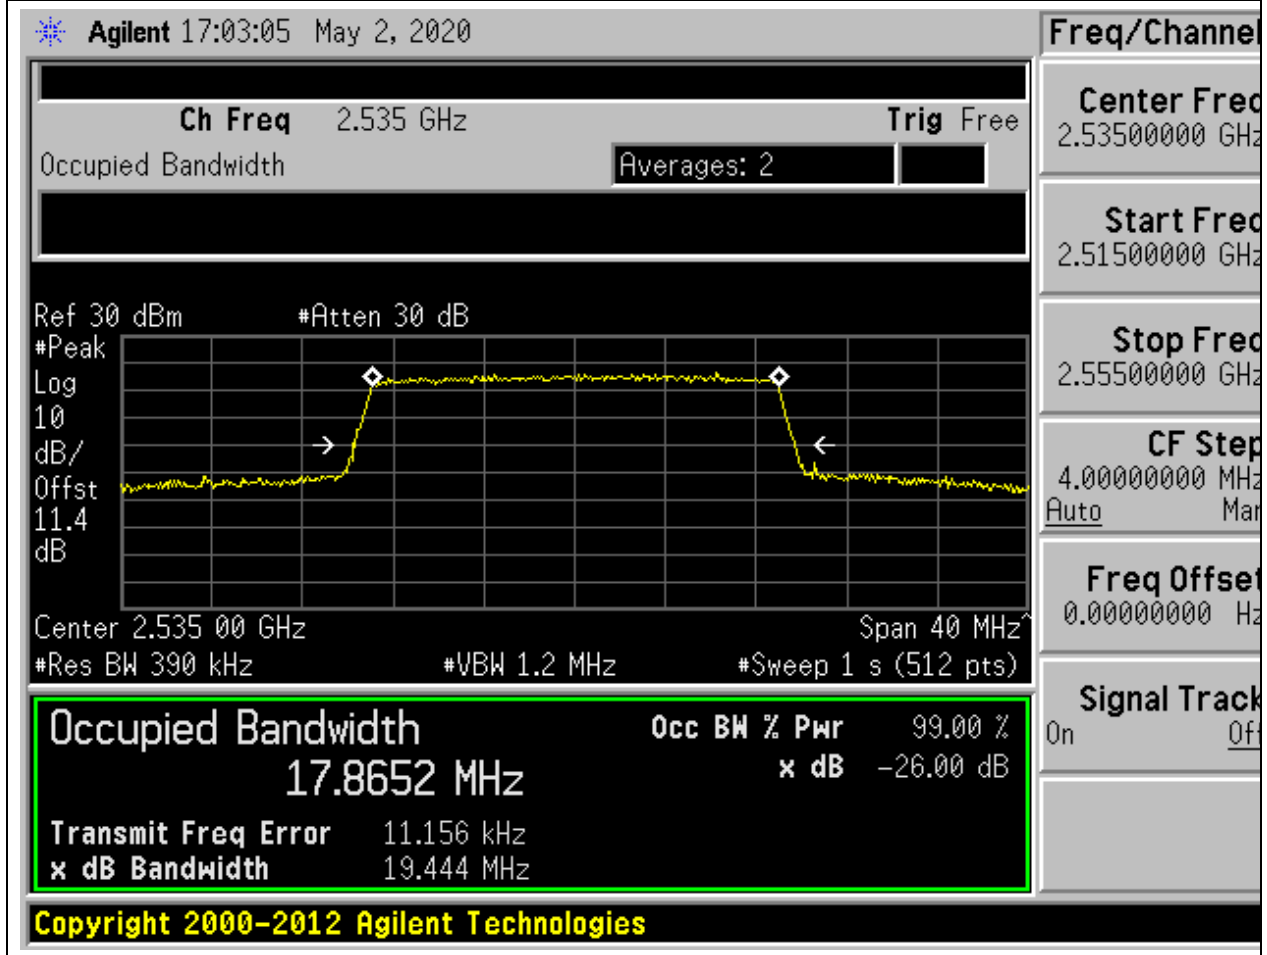 Agilent 17:03:05 May 2, 2020
Freq/Channel
Ch Freq 2.535 GHz Trig Free
Occupied Bandwidth Averages: 2
Center Freq
2.53500000 GHz
Start Freq
2.51500000 GHz
Stop Freq
2.55500000 GHz
CF Step
4.00000000 MHz
Auto Man
Freq Offset
0.00000000 Hz
Signal Track
On Off
Ref 30 dBm #Atten 30 dB
#Peak
Log
10
dB/
Offst
11.4
dB
Center 2.535 00 GHz Span 40 MHz^
#Res BW 390 kHz #VBW 1.2 MHz #Sweep 1 s (512 pts)
Occupied Bandwidth Occ BW % Pwr 99.00 %
17.8652 MHz x dB -26.00 dB
Transmit Freq Error 11.156 kHz
x dB Bandwidth 19.444 MHz
Copyright 2000-2012 Agilent Technologies